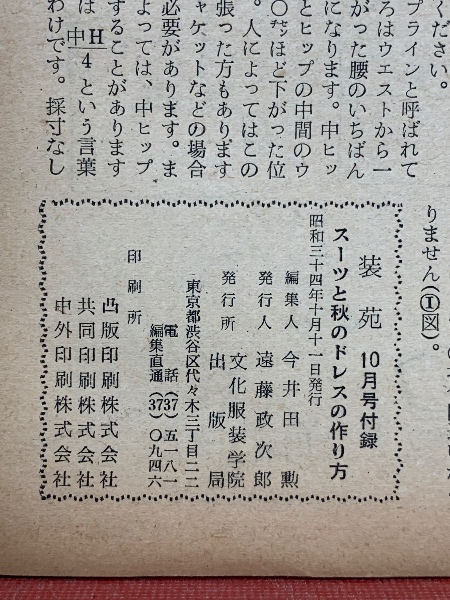 りません(①図)。
ください。
プラインと呼ばれて
ろはウエストから一
がった腰のいちばん
になります。中ヒッ
とヒップの中間のウ
〇㌢ほど下がった位
。人によってはこの
張った方もあります
ャケットなどの場合
必要があります。ま
よっては、中ヒップ
することがあります
は中H/4という言葉
わけです。採寸なし
装苑 10月号付録
スーツと秋のドレスの作り方
昭和三十四年十月十一日発行
編集人 今井田 勲
発行人 遠藤政次郎
発行所 文化服装学院
出版局
東京都渋谷区代々木三丁目二二
電話(37)五一八一
編集直通(37)〇九四六
印刷所
凸版印刷株式会社
共同印刷株式会社
中外印刷株式会社